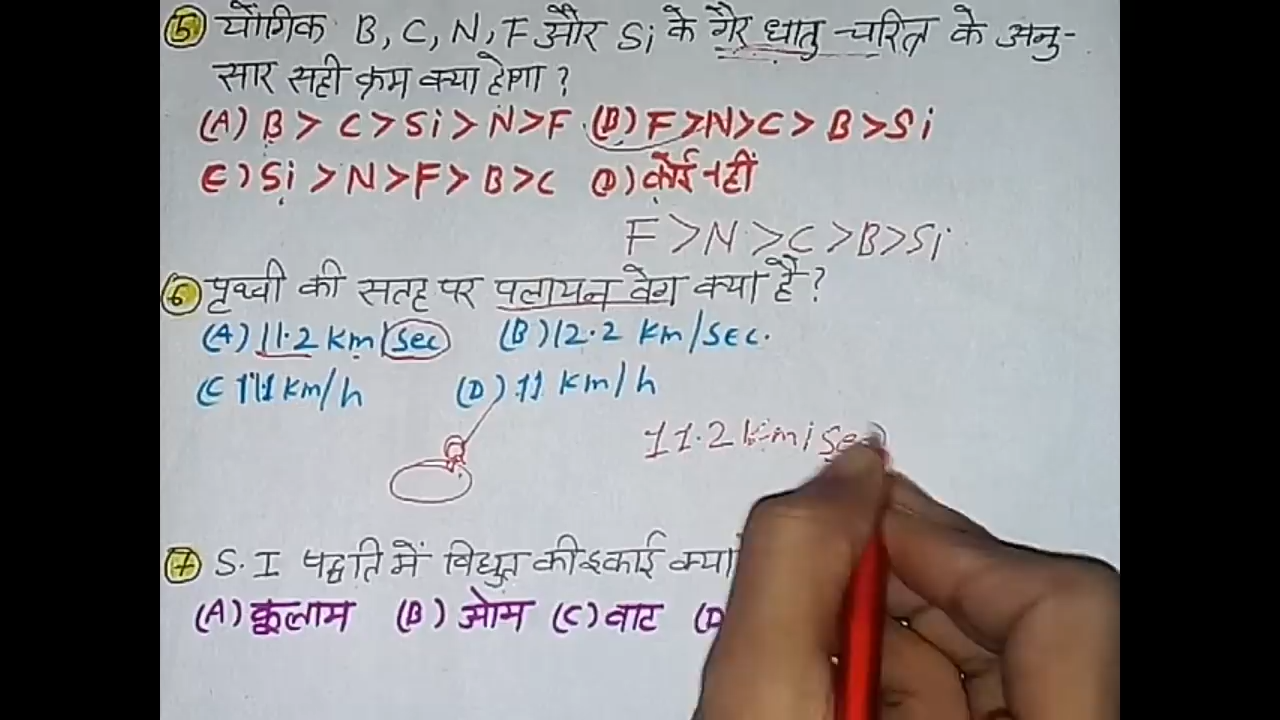 5 यौगिक B, C, N, F और Si के गैर धातु चरित्र के अनु-
सार सही क्रम क्या होगा ?
(A) B > C > Si > N > F (B) F > N > C > B > Si
(C) Si > N > F > B > C (D) कोई नहीं
F > N > C > B > Si
6 पृथ्वी की सतह पर पलायन वेग क्या है ?
(A) 11.2 Km/sec (B) 12.2 Km/sec.
(C 111 Km/h (D) 11 Km/h
11.2 Km/Sec
7 S.I पद्धति में विद्युत की इकाई क्या
(A) कूलाम (B) ओम (C) वाट (D